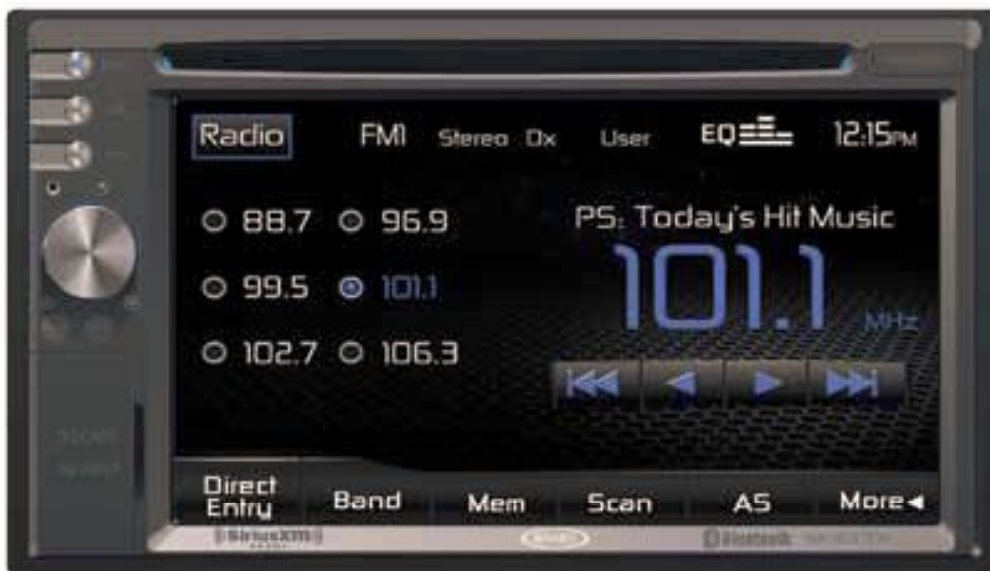 Radio FM1 Stereo Dx User EQ 12:15PM
88.7 96.9
PS: Today's Hit Music
99.5 101.1
101.1 MHz
102.7 106.3
Direct Entry Band Mem Scan AS More
SiriusXM Bluetooth